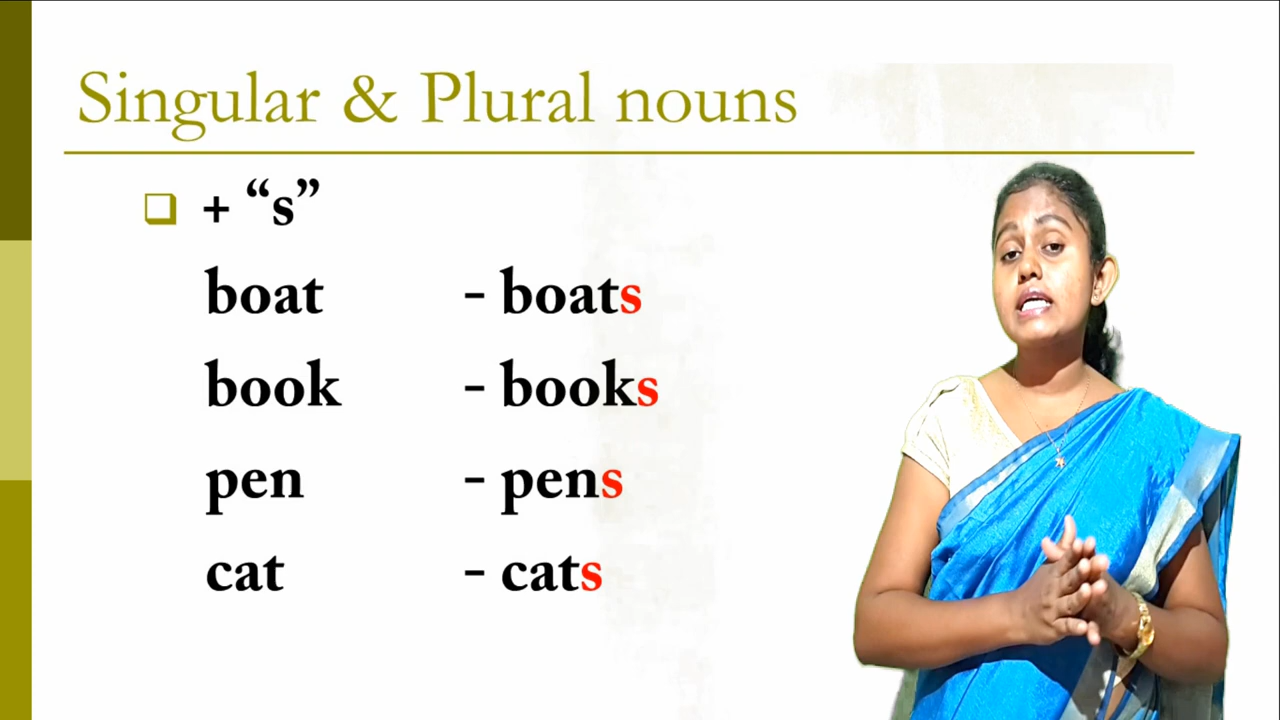 Singular & Plural nouns
+ “s”
boat - boats
book - books
pen - pens
cat - cats